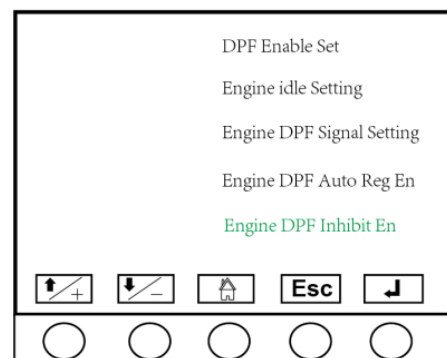 DPF Enable Set
Engine idle Setting
Engine DPF Signal Setting
Engine DPF Auto Reg En
Engine DPF Inhibit En
+ − Esc